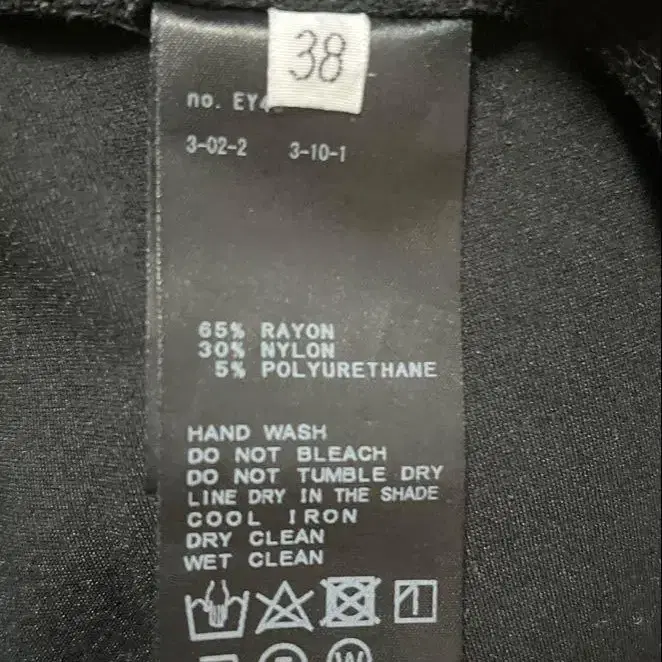 38
no. EY4
3-02-2 3-10-1
65% RAYON
30% NYLON
5% POLYURETHANE
HAND WASH
DO NOT BLEACH
DO NOT TUMBLE DRY
LINE DRY IN THE SHADE
COOL IRON
DRY CLEAN
WET CLEAN
W